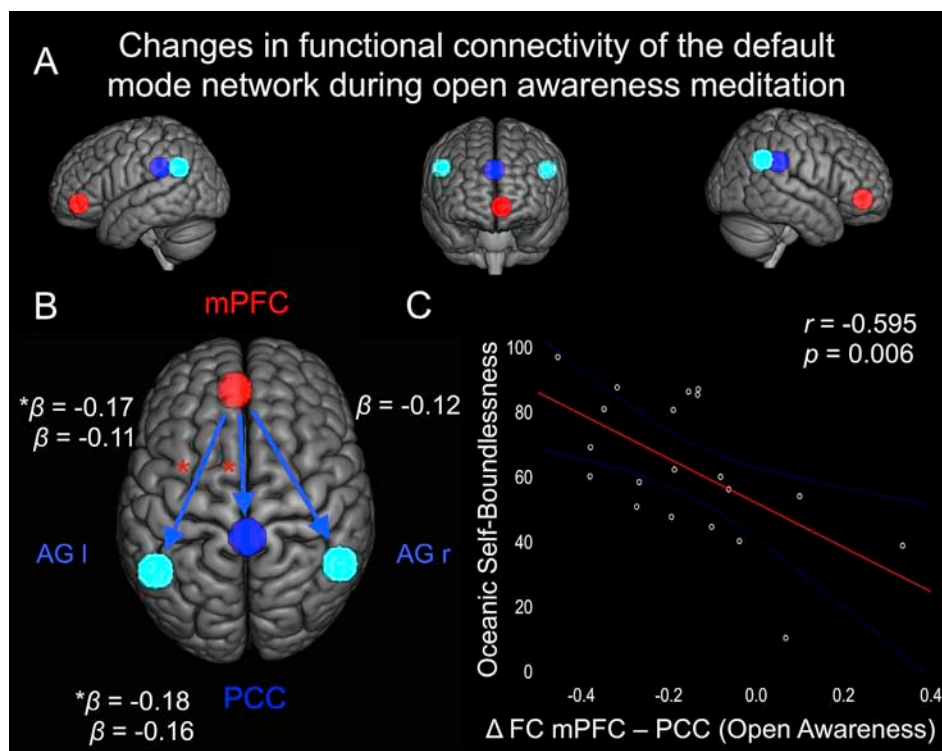 A
Changes in functional connectivity of the default
mode network during open awareness meditation
B
mPFC
*β = -0.17
β = -0.11
β = -0.12
* *
AG l
AG r
*β = -0.18
β = -0.16
PCC
C
r = -0.595
p = 0.006
Oceanic Self-Boundlessness
100
80
60
40
20
0
-0.4 -0.2 0.0 0.2 0.4
Δ FC mPFC – PCC (Open Awareness)